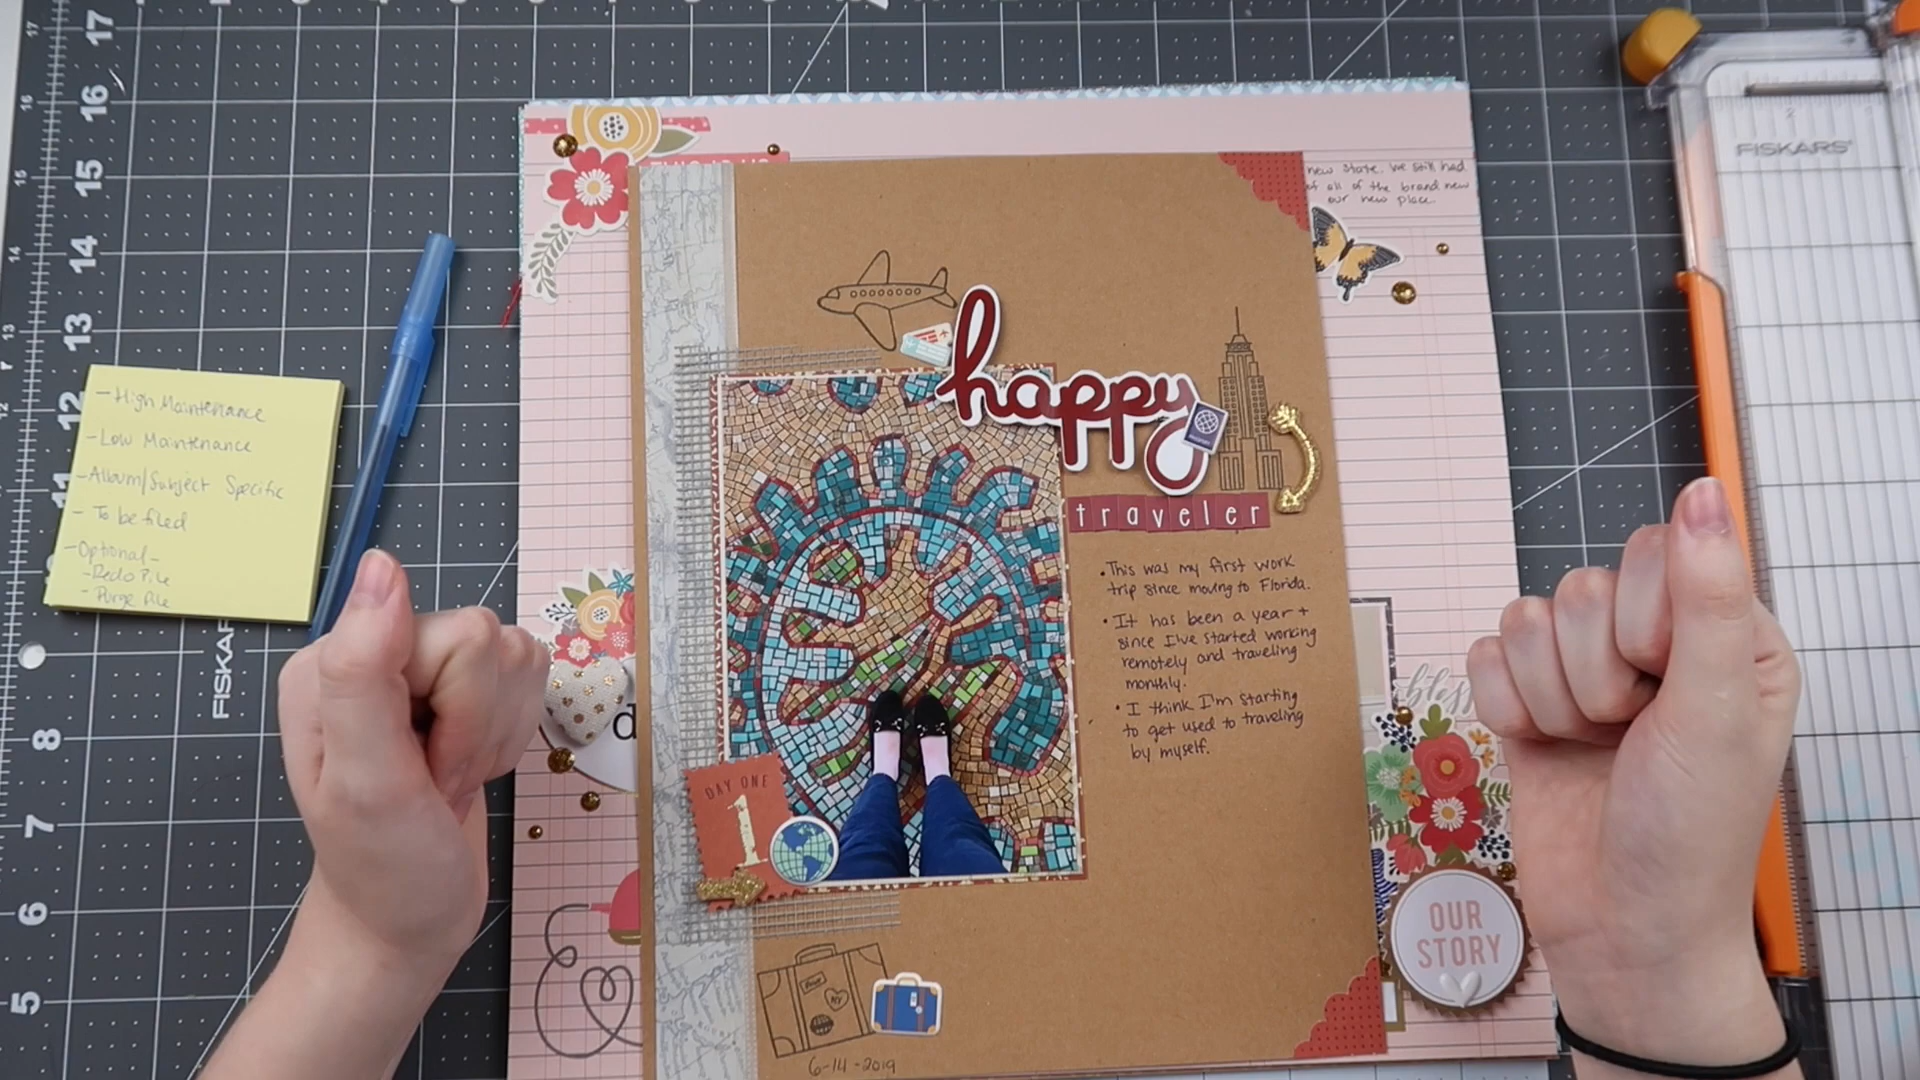 17
16
15
14
13
12
11
8
7
6
5
FISKARS
- High Maintenance
- Low Maintenance
- Album/Subject Specific
- To be filed
- Optional -
- Redo Pile
- Purge Pile
new state. We still had
of all of the brand new
our new place.
happy
traveler
• This was my first work
trip since moving to Florida.
• It has been a year +
since I've started working
remotely and traveling
monthly.
• I think I'm starting
to get used to traveling
by myself.
DAY ONE
1
NY
6-14-2019
d
OUR
STORY
FISKAR